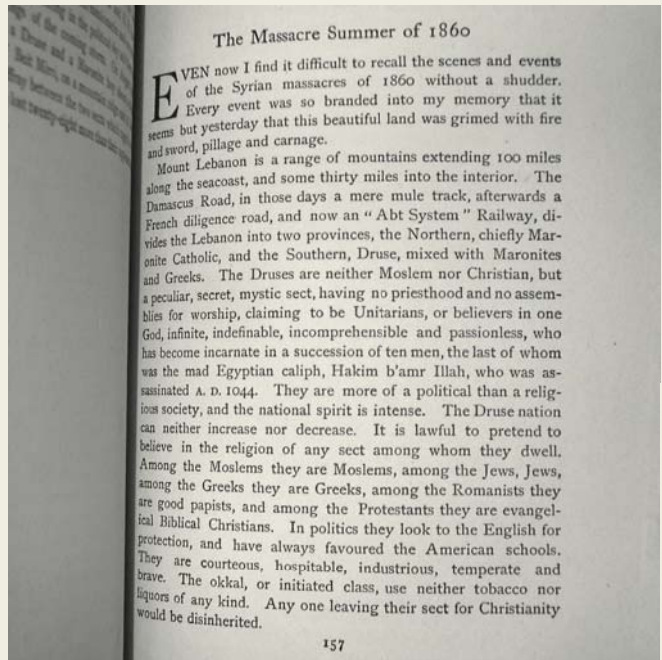 The Massacre Summer of 1860
EVEN now I find it difficult to recall the scenes and events
of the Syrian massacres of 1860 without a shudder.
Every event was so branded into my memory that it
seems but yesterday that this beautiful land was grimed with fire
and sword, pillage and carnage.
Mount Lebanon is a range of mountains extending 100 miles
along the seacoast, and some thirty miles into the interior. The
Damascus Road, in those days a mere mule track, afterwards a
French diligence road, and now an “ Abt System ” Railway, di-
vides the Lebanon into two provinces, the Northern, chiefly Mar-
onite Catholic, and the Southern, Druse, mixed with Maronites
and Greeks. The Druses are neither Moslem nor Christian, but
a peculiar, secret, mystic sect, having no priesthood and no assem-
blies for worship, claiming to be Unitarians, or believers in one
God, infinite, indefinable, incomprehensible and passionless, who
has become incarnate in a succession of ten men, the last of whom
was the mad Egyptian caliph, Hakim b'amr Illah, who was as-
sassinated A. D. 1044. They are more of a political than a relig-
ious society, and the national spirit is intense. The Druse nation
can neither increase nor decrease. It is lawful to pretend to
believe in the religion of any sect among whom they dwell.
Among the Moslems they are Moslems, among the Jews, Jews,
among the Greeks they are Greeks, among the Romanists they
are good papists, and among the Protestants they are evangel-
ical Biblical Christians. In politics they look to the English for
protection, and have always favoured the American schools.
They are courteous, hospitable, industrious, temperate and
brave. The okkal, or initiated class, use neither tobacco nor
liquors of any kind. Any one leaving their sect for Christianity
would be disinherited.
157